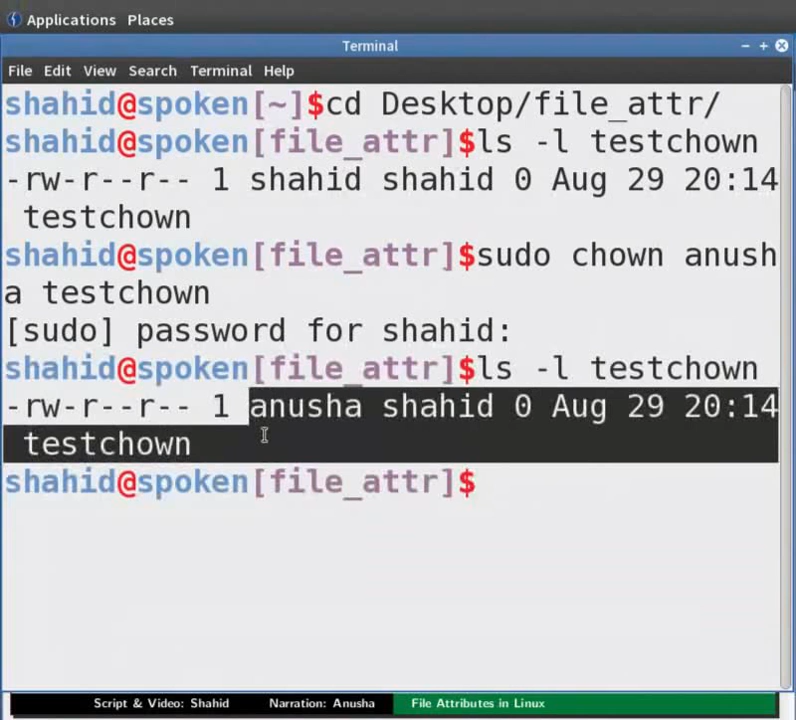 Applications Places
Terminal
File Edit View Search Terminal Help
shahid@spoken[~]$cd Desktop/file_attr/
shahid@spoken[file_attr]$ls -l testchown
-rw-r--r-- 1 shahid shahid 0 Aug 29 20:14
 testchown
shahid@spoken[file_attr]$sudo chown anush
a testchown
[sudo] password for shahid:
shahid@spoken[file_attr]$ls -l testchown
-rw-r--r-- 1 anusha shahid 0 Aug 29 20:14
 testchown
shahid@spoken[file_attr]$
Script & Video: Shahid Narration: Anusha File Attributes in Linux